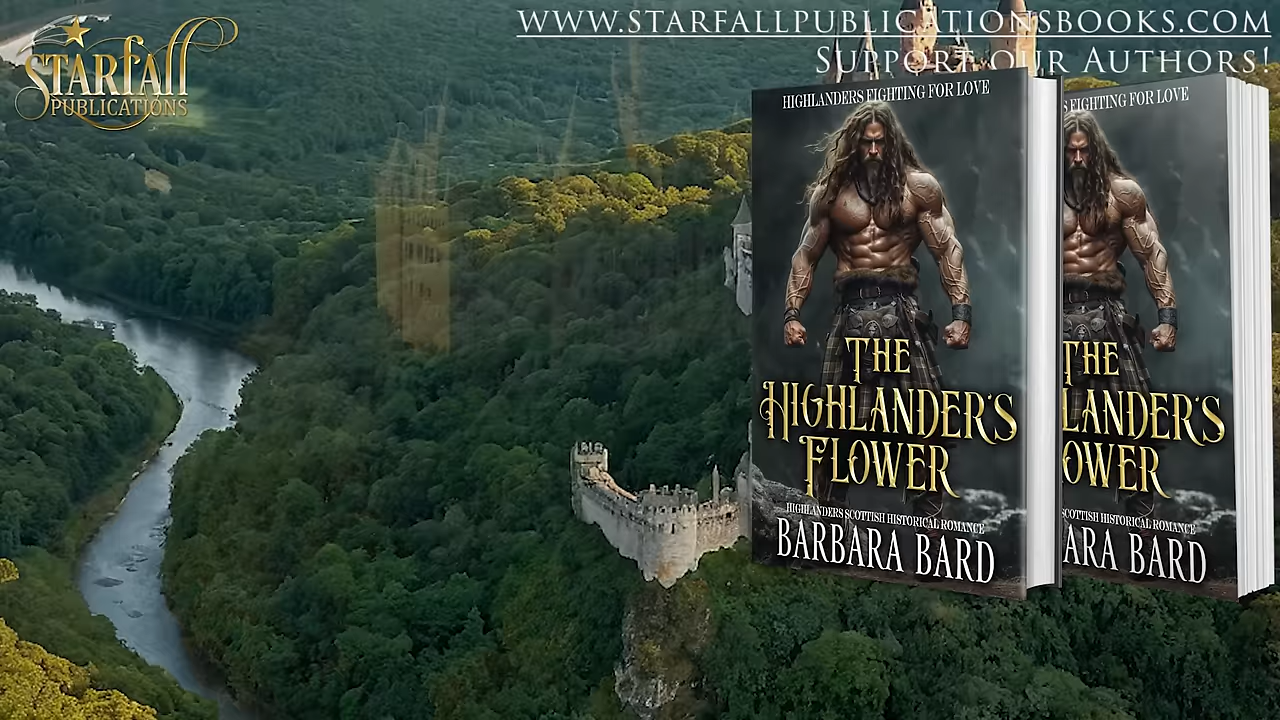 STARFALL
PUBLICATIONS
WWW.STARFALLPUBLICATIONSBOOKS.COM
SUPPORT OUR AUTHORS!
HIGHLANDERS FIGHTING FOR LOVE
THE
HIGHLANDER'S
FLOWER
HIGHLANDERS SCOTTISH HISTORICAL ROMANCE
BARBARA BARD
S FIGHTING FOR LOVE
THE
LANDER'S
OWER
SCOTTISH HISTORICAL ROMANCE
ARA BARD